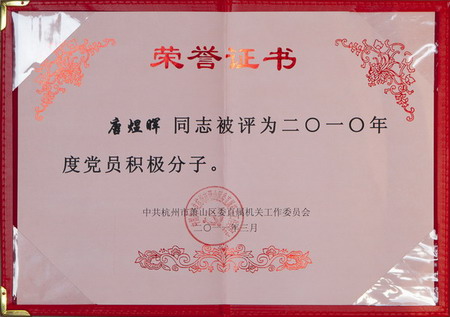 荣誉证书
唐煜晖 同志被评为二〇一〇年
度党员积极分子。
中共杭州市萧山区委直属机关工作委员会
二〇一一年三月